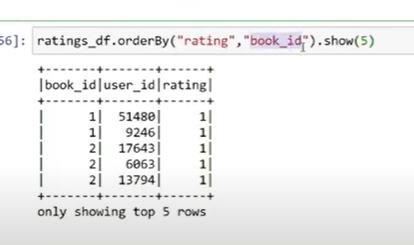 56]: ratings_df.orderBy("rating","book_id").show(5)
+-------+-------+------+
|book_id|user_id|rating|
+-------+-------+------+
|      1|  51480|     1|
|      1|   9246|     1|
|      2|  17643|     1|
|      2|   6063|     1|
|      2|  13794|     1|
+-------+-------+------+
only showing top 5 rows